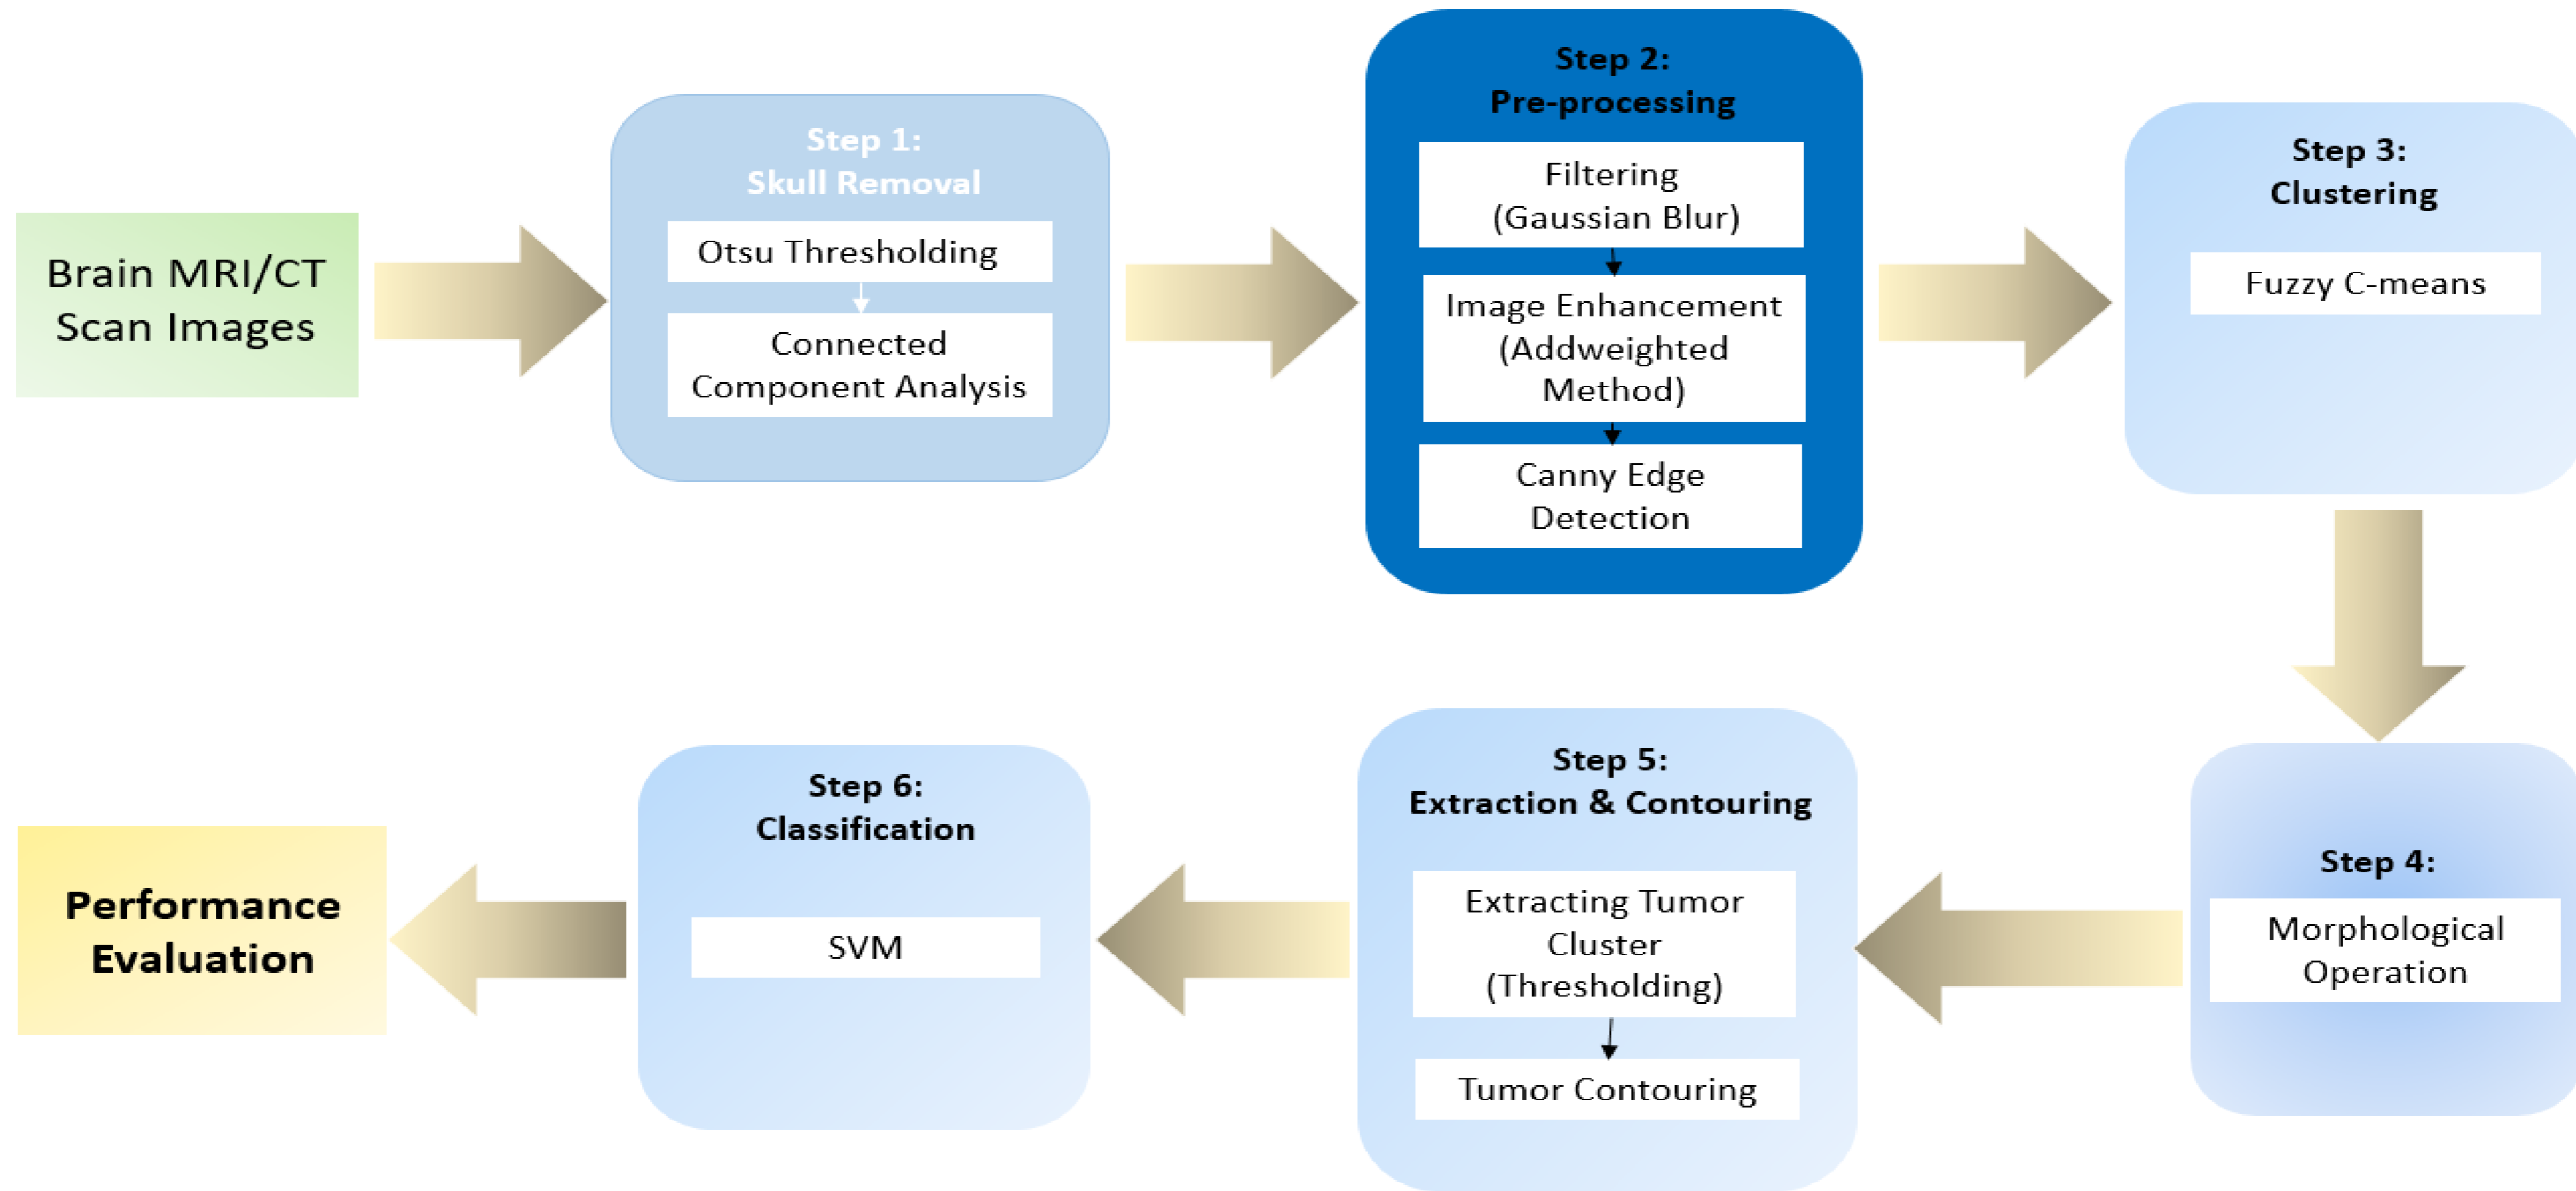 Brain MRI/CT
Scan Images
Step 1:
Skull Removal
Otsu Thresholding
Connected
Component Analysis
Step 2:
Pre-processing
Filtering
(Gaussian Blur)
Image Enhancement
(Addweighted
Method)
Canny Edge
Detection
Step 3:
Clustering
Fuzzy C-means
Step 4:
Morphological
Operation
Step 5:
Extraction & Contouring
Extracting Tumor
Cluster
(Thresholding)
Tumor Contouring
Step 6:
Classification
SVM
Performance
Evaluation